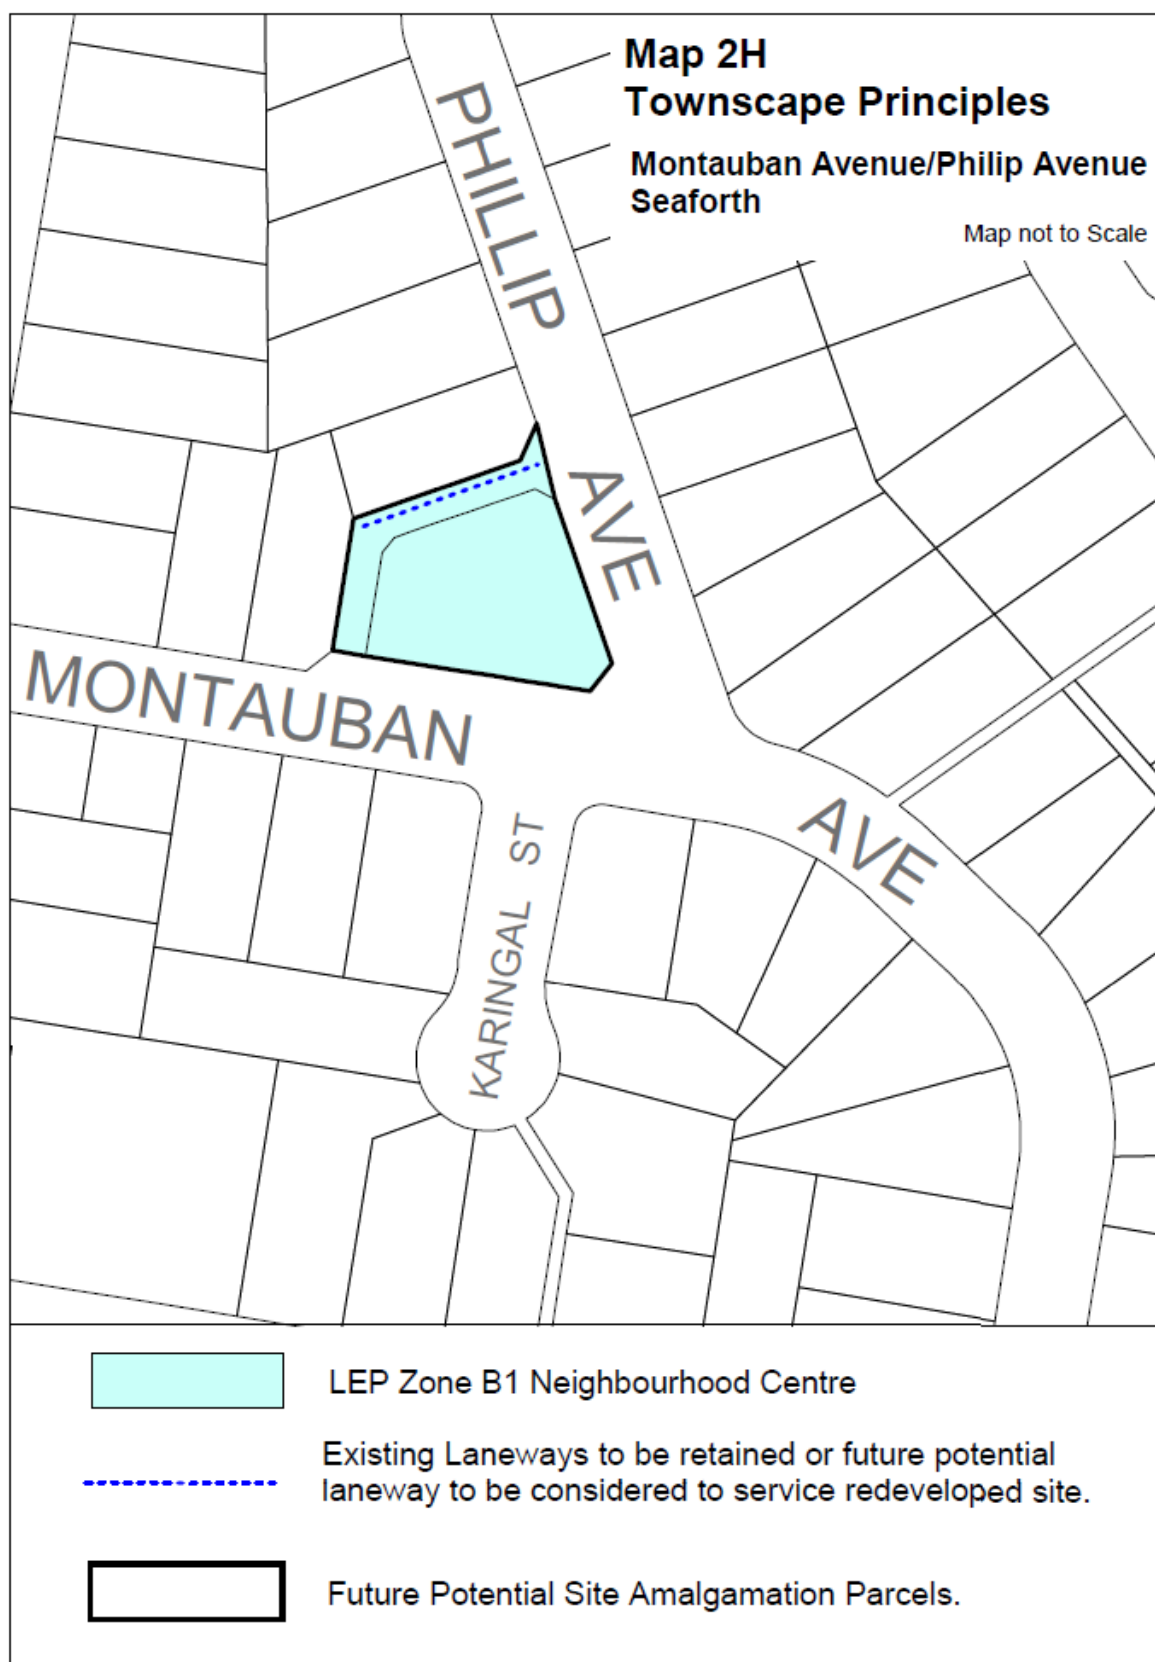 Map 2H
Townscape Principles
Montauban Avenue/Philip Avenue
Seaforth
Map not to Scale
PHILLIP
AVE
MONTAUBAN
AVE
KARINGAL ST
LEP Zone B1 Neighbourhood Centre
Existing Laneways to be retained or future potential
laneway to be considered to service redeveloped site.
Future Potential Site Amalgamation Parcels.